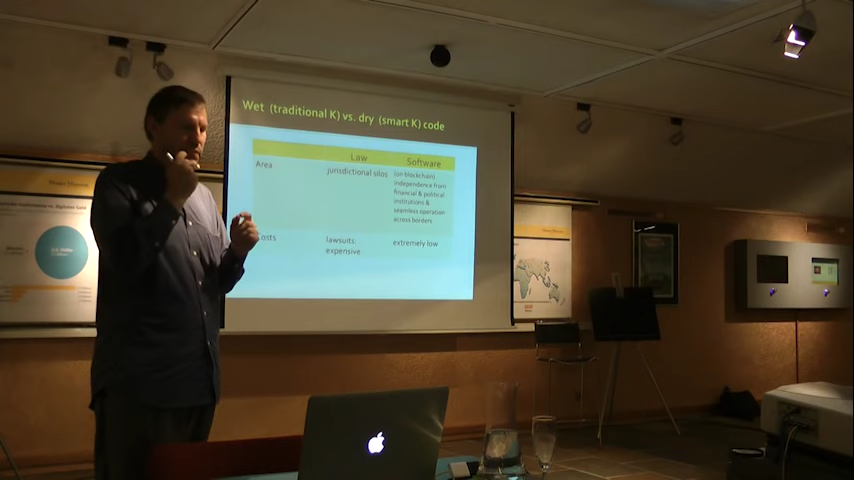 Wet (traditional K) vs. dry (smart K) code
Law
Software
Area
jurisdictional silos
(on blockchain)
independence from
financial & political
institutions &
seamless operation
across borders
osts
lawsuits:
expensive
extremely low